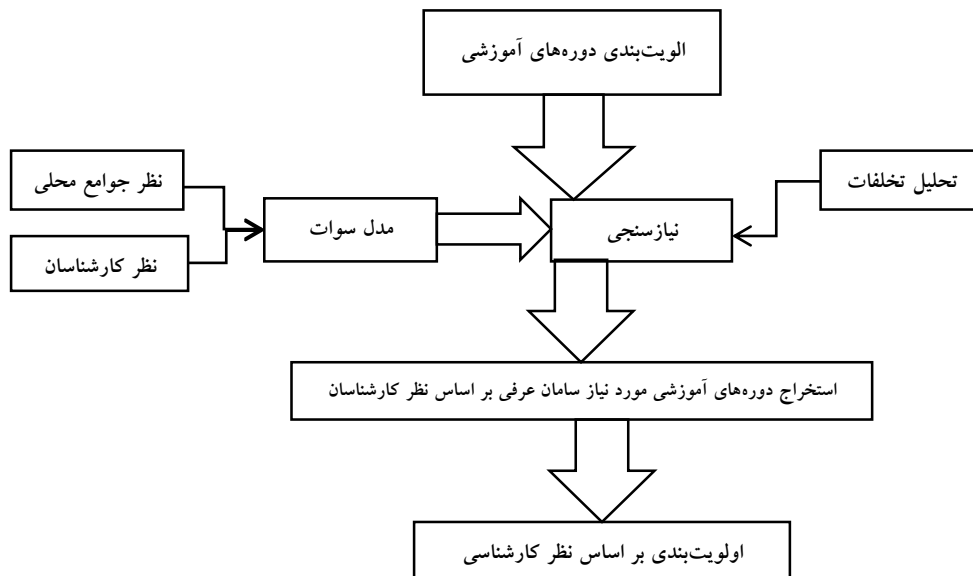 الویت‌بندی دوره‌های آموزشی
نظر جوامع محلی
تحلیل تخلفات
مدل سوات
نیازسنجی
نظر کارشناسان
استخراج دوره‌های آموزشی مورد نیاز سامان عرفی بر اساس نظر کارشناسان
اولویت‌بندی بر اساس نظر کارشناسی